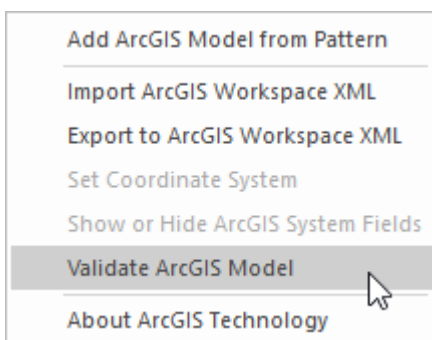 Add ArcGIS Model from Pattern
Import ArcGIS Workspace XML
Export to ArcGIS Workspace XML
Set Coordinate System
Show or Hide ArcGIS System Fields
Validate ArcGIS Model
About ArcGIS Technology